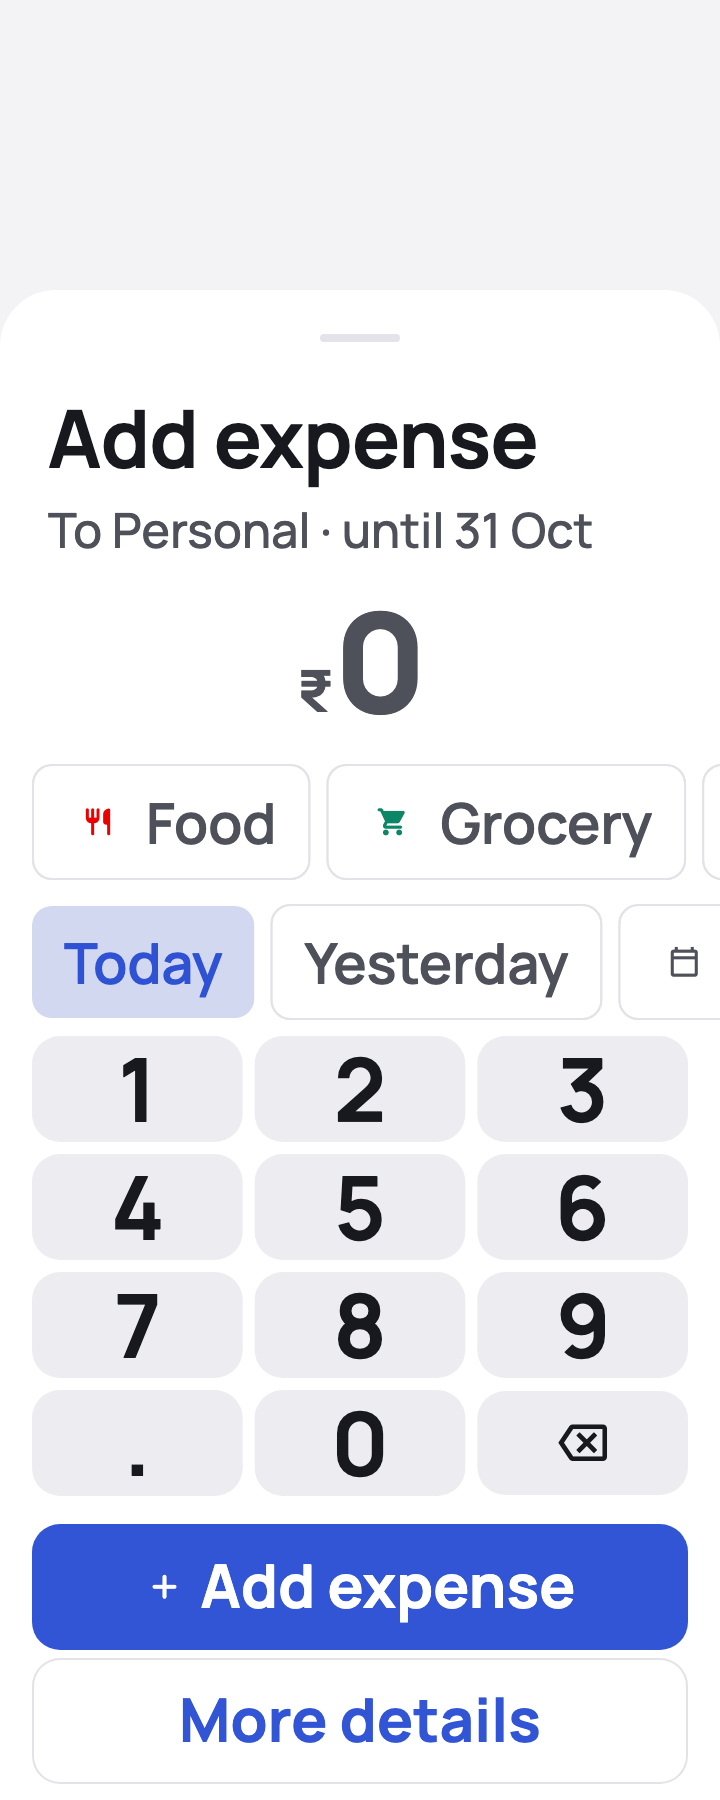 Add expense
To Personal · until 31 Oct
₹0
Food Grocery
Today Yesterday
1 2 3
4 5 6
7 8 9
. 0
+ Add expense
More details